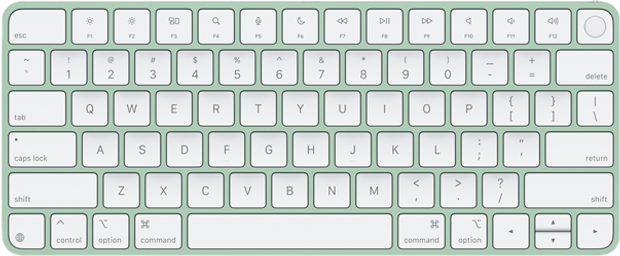 esc F1 F2 F3 F4 F5 F6 F7 F8 F9 F10 F11 F12
~ ! @ # $ % ^ & * ( ) _ +
` 1 2 3 4 5 6 7 8 9 0 - = delete
tab Q W E R T Y U I O P { [ } ] | \
caps lock A S D F G H J K L : ; " ' return
shift Z X C V B N M < , > . ? / shift
control option ⌘ command ⌘ command option